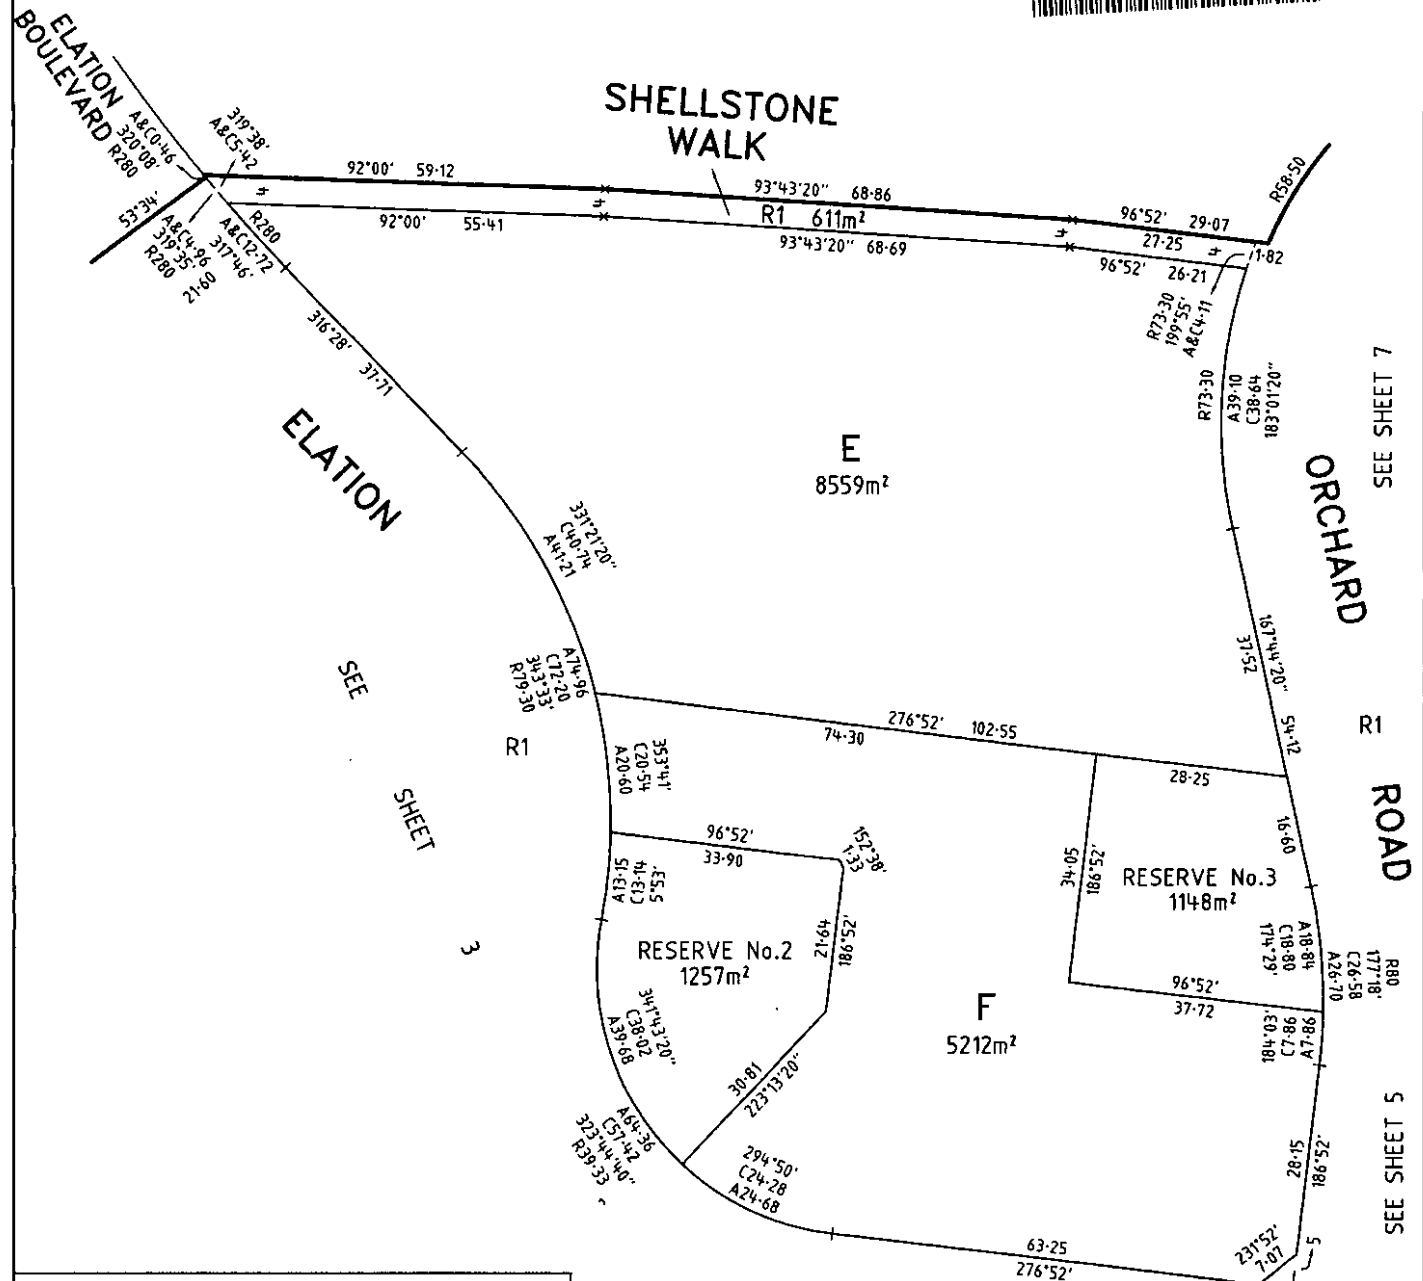 ELATION
BOULEVARD
A&C0·46
320°08'
R280
319°38'
A&C5·42
53°34'
A&C4·96
319°35'
R280
21·60
R280
A&C12·72
317°46'
SHELLSTONE
WALK
92°00' 59·12
92°00' 55·41
93°43'20" 68·86
R1 611m²
93°43'20" 68·69
96°52' 29·07
27·25
96°52' 26·21
1·82
R58·50
R73·30
199°55'
A&C4·11
R73·30
A39·10
C38·64
183°01'20"
SEE SHEET 7
316°28' 37·71
ELATION
E
8559m²
ORCHARD
331°21'20"
C40·74
A41·21
167°44'20"
37·52
54·12
SEE
SHEET
3
A74·96
C72·20
343°33'
R79·30
R1
276°52' 102·55
74·30
28·25
R1
ROAD
353°41'
C20·54
A20·60
96°52'
33·90
152°38'
1·33
34·05
186°52'
16·60
RESERVE No.3
1148m²
A13·15
C13·14
5°53'
21·64
186°52'
RESERVE No.2
1257m²
A18·84
C18·80
174°29'
R80
177°18'
C26·58
A26·70
96°52'
37·72
F
5212m²
184°03'
C7·86
A7·86
341°43'20"
C38·02
A39·68
30·81
223°13'20"
A64·36
C57·42
323°44'40"
R39·33
294°50'
C24·28
A24·68
28·15
186°52'
SEE SHEET 5
63·25
276°52'
231°52'
7·07
5